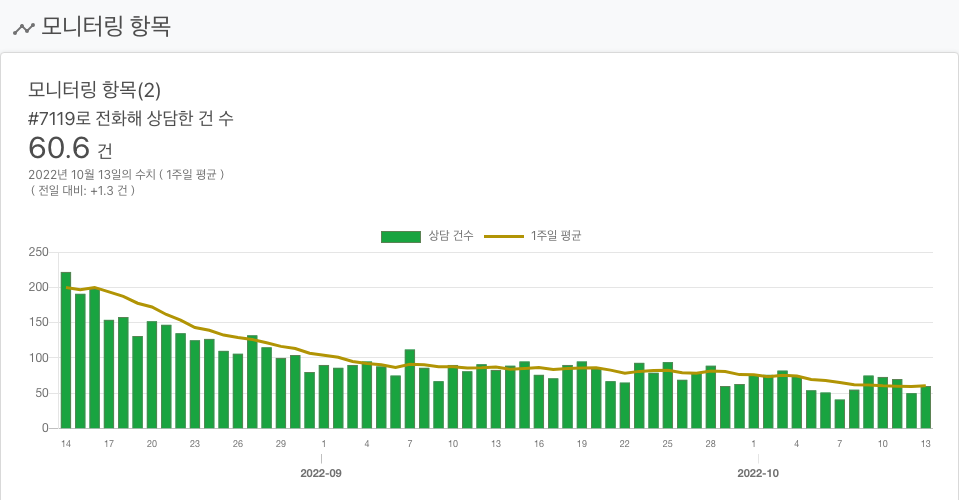 모니터링 항목
모니터링 항목(2)
#7119로 전화해 상담한 건 수
60.6 건
2022년 10월 13일의 수치 ( 1주일 평균 )
( 전일 대비: +1.3 건 )
상담 건수 1주일 평균
250
200
150
100
50
0
14 17 20 23 26 29 1 4 7 10 13 16 19 22 25 28 1 4 7 10 13
2022-09 2022-10